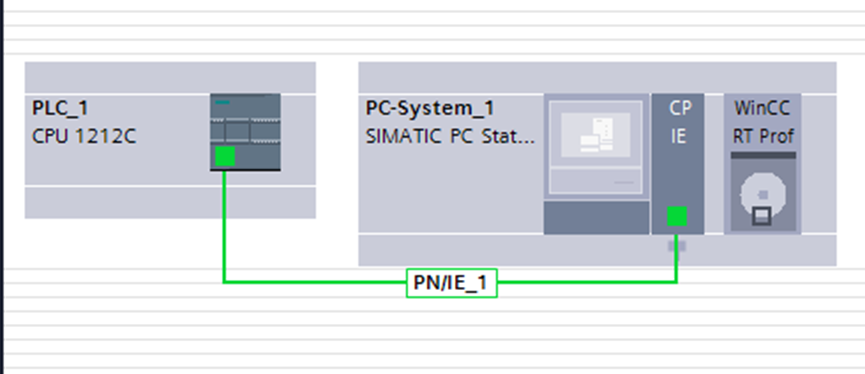 PLC_1
CPU 1212C
PC-System_1
SIMATIC PC Stat...
CP
IE
WinCC
RT Prof
PN/IE_1